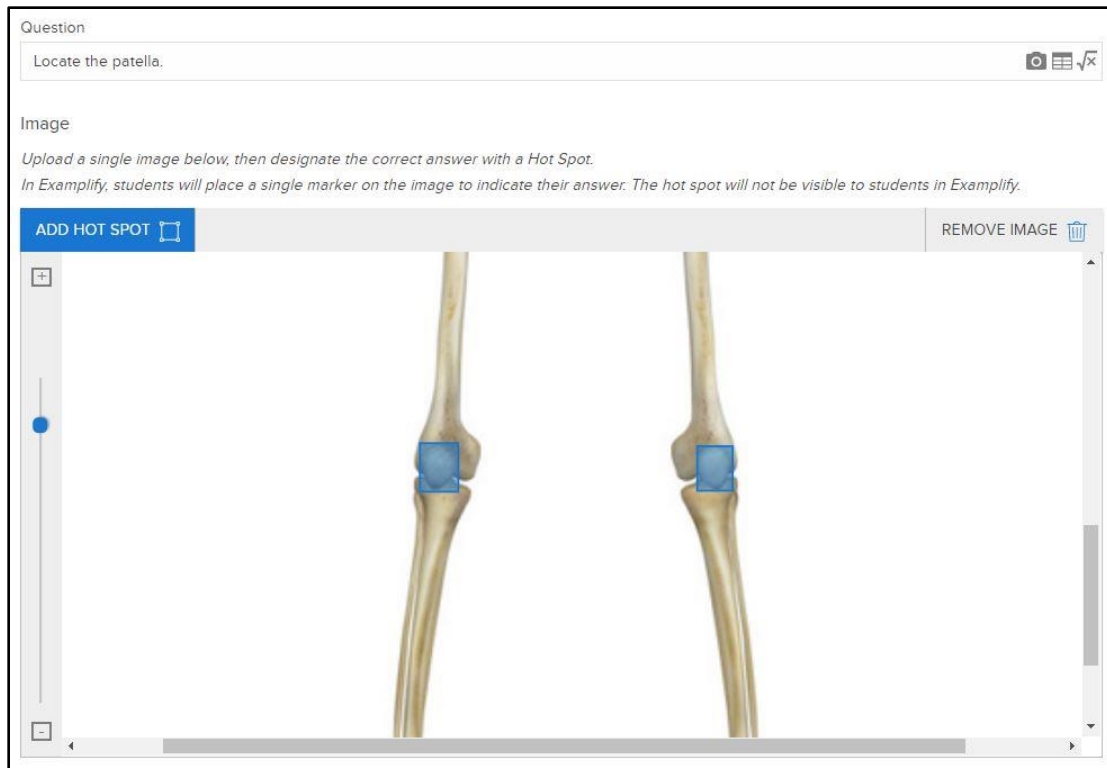 Question
Locate the patella.
Image
Upload a single image below, then designate the correct answer with a Hot Spot.
In Examplify, students will place a single marker on the image to indicate their answer. The hot spot will not be visible to students in Examplify.
ADD HOT SPOT
REMOVE IMAGE